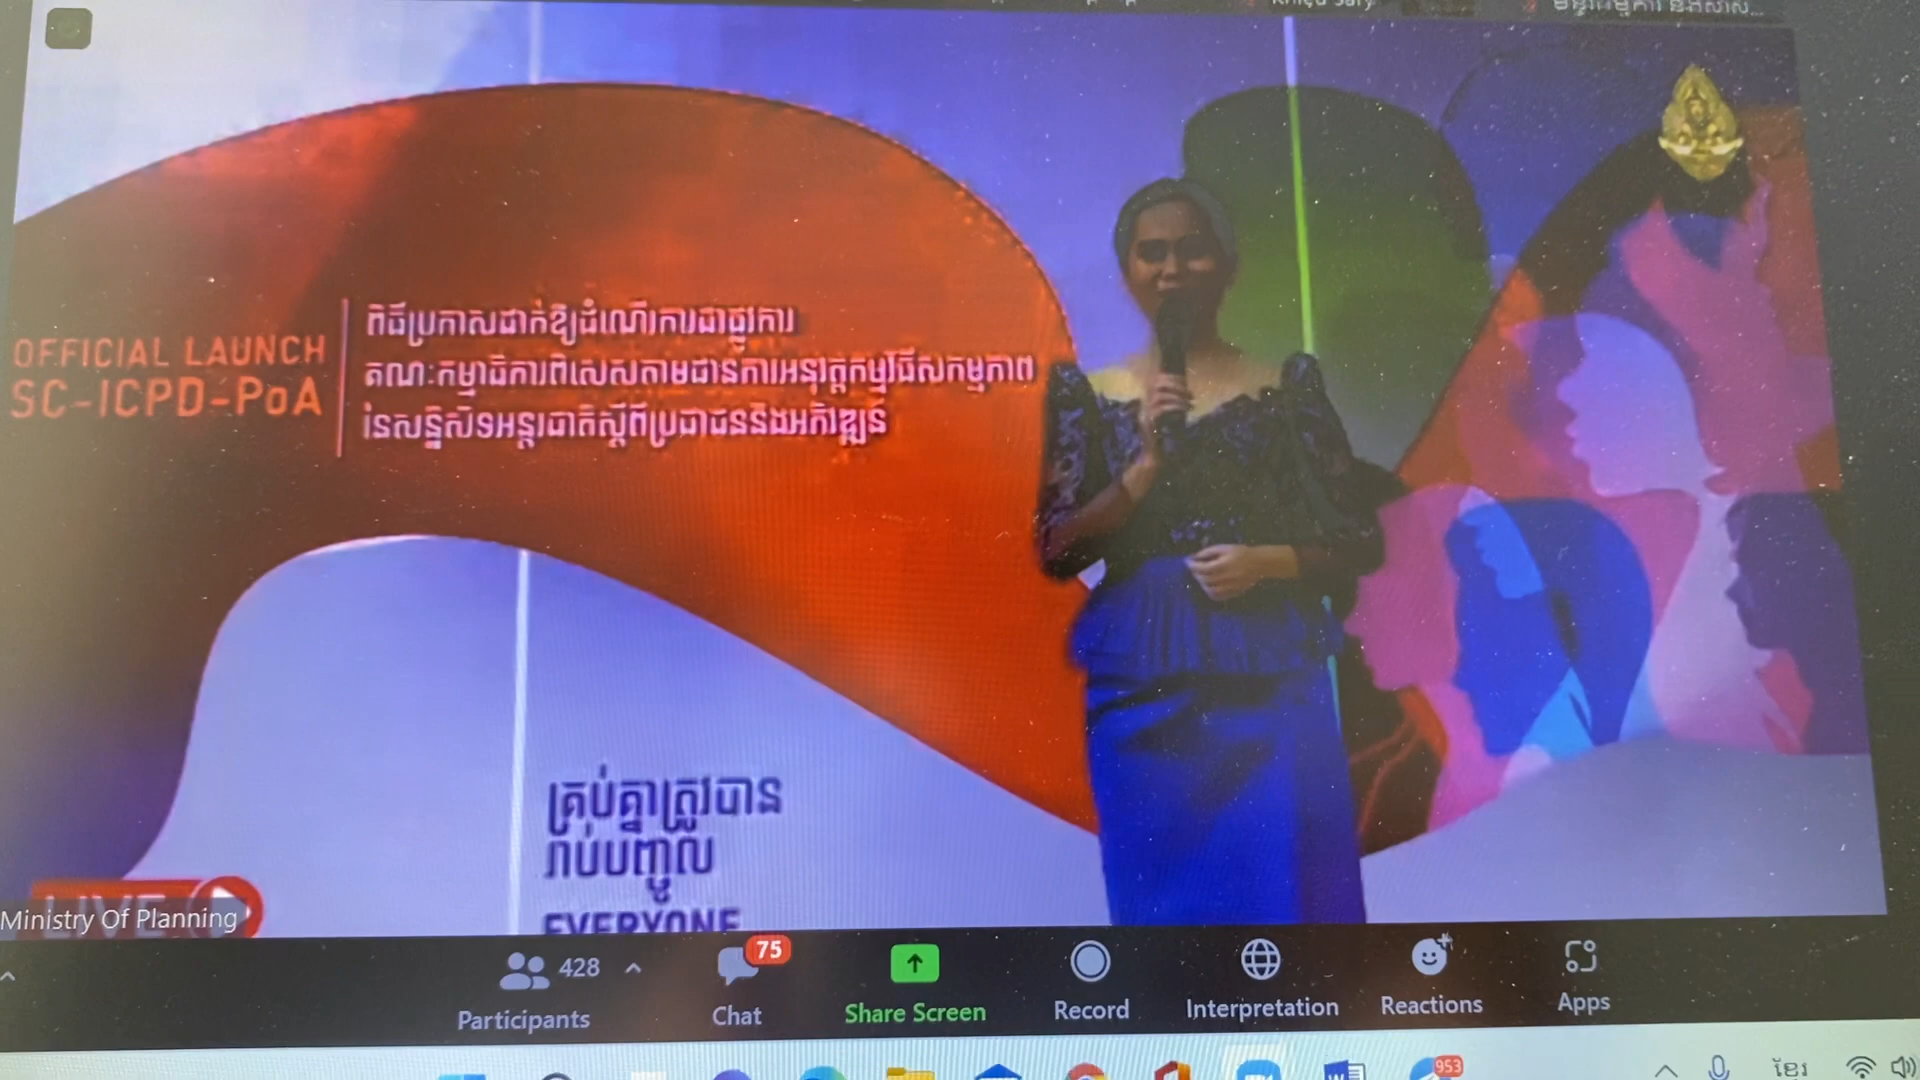 OFFICIAL LAUNCH
SC-ICPD-PoA
ពិធីប្រកាសដាក់ឱ្យដំណើរការជាផ្លូវការ
គណៈកម្មាធិការពិសេសតាមដានការអនុវត្តកម្មវិធីសកម្មភាព
នៃសន្និសីទអន្តរជាតិស្តីពីប្រជាជននិងអភិវឌ្ឍន៍
គ្រប់គ្នាត្រូវបាន
រាប់បញ្ចូល
EVERYONE
LIVE
Ministry Of Planning
428
75
Participants
Chat
Share Screen
Record
Interpretation
Reactions
Apps
953
ខ្មែរ